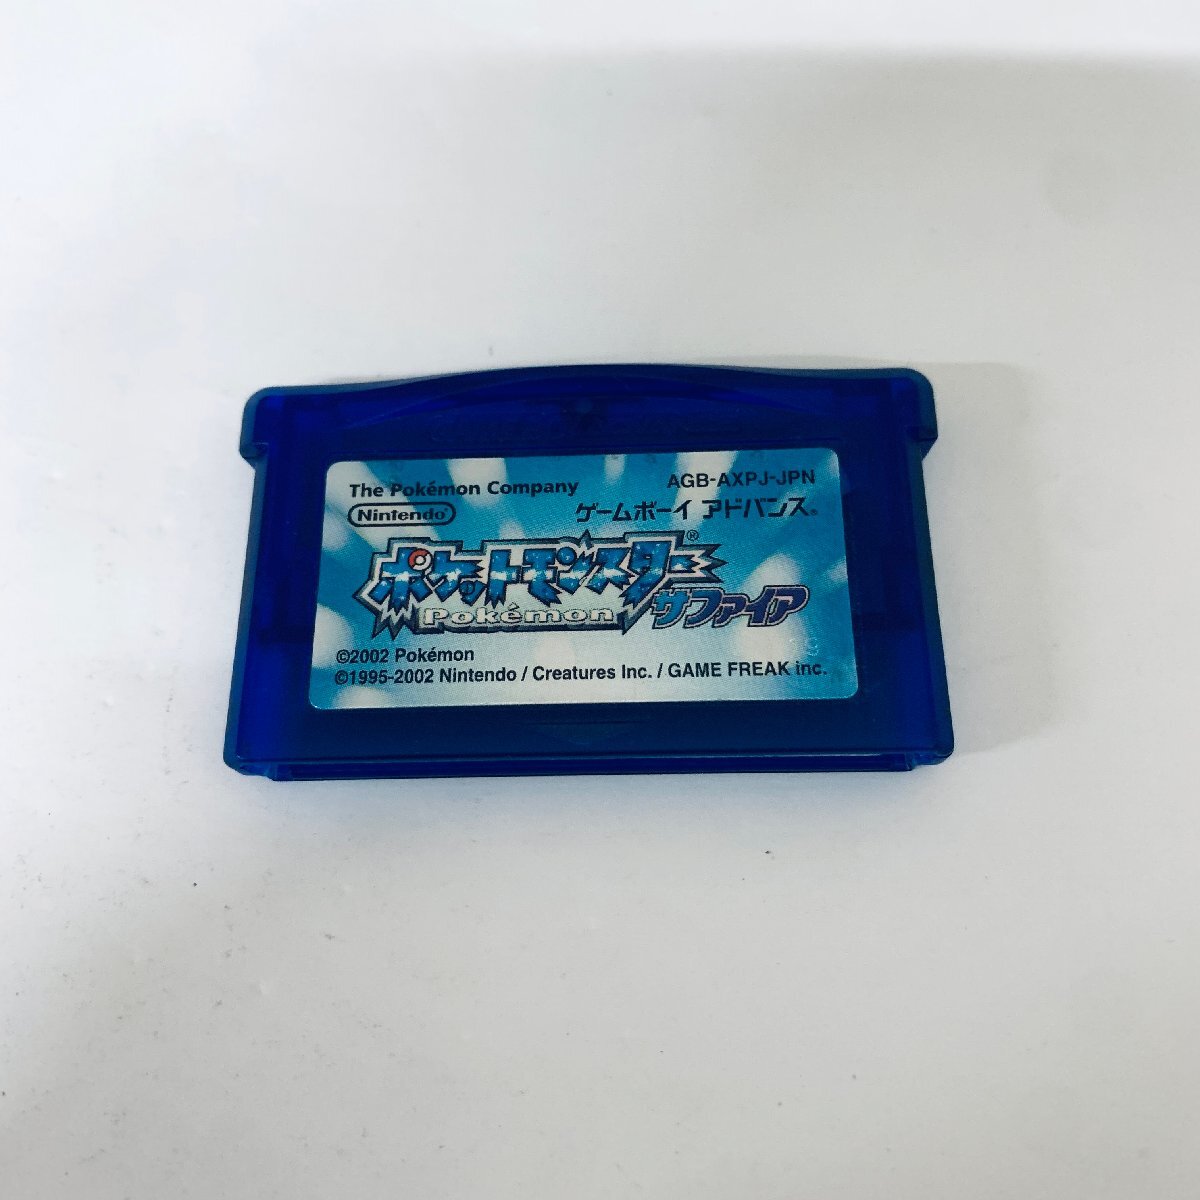 The Pokémon Company
AGB-AXPJ-JPN
Nintendo®
ゲームボーイ アドバンス®
ポケットモンスター®
Pokémon
サファイア
©2002 Pokémon
©1995-2002 Nintendo / Creatures Inc. / GAME FREAK inc.